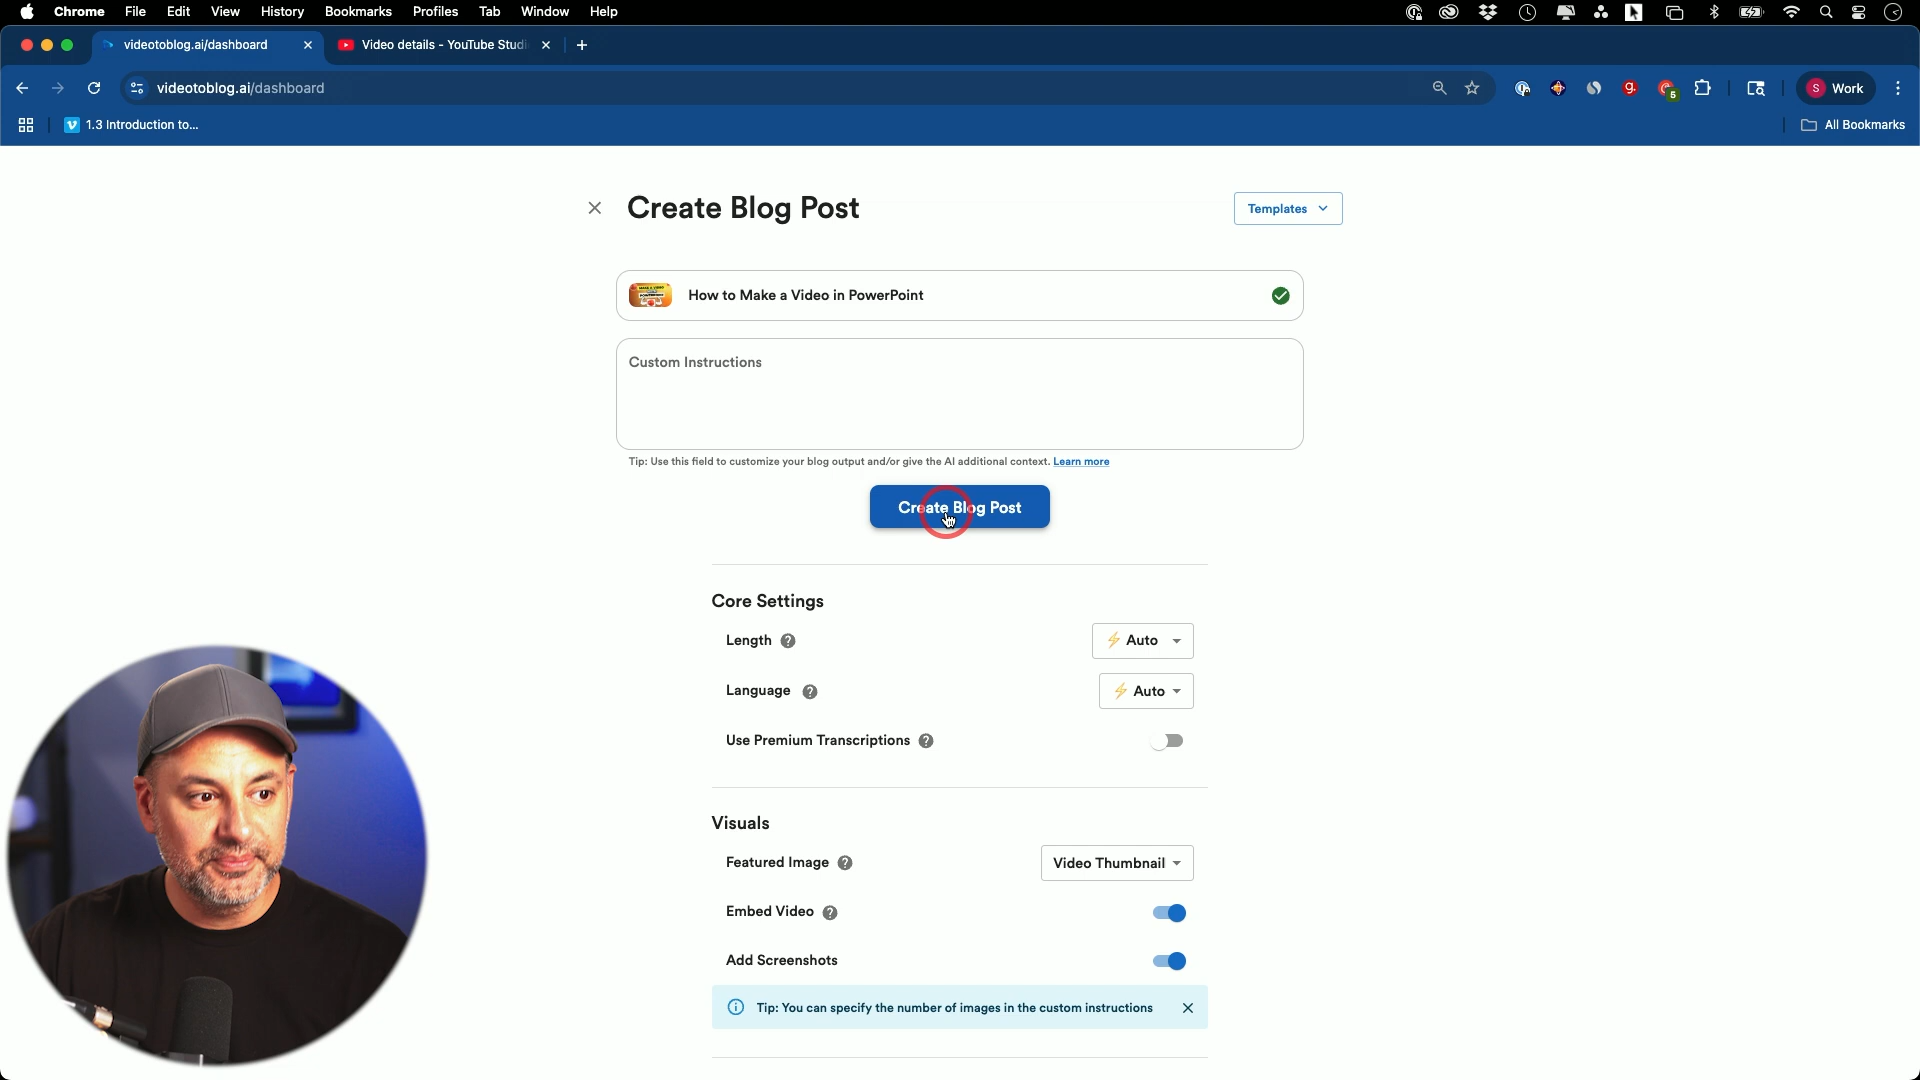 Chrome File Edit View History Bookmarks Profiles Tab Window Help
videotoblog.ai/dashboard
Video details - YouTube Studi
videotoblog.ai/dashboard
5
S Work
1.3 Introduction to...
All Bookmarks
Create Blog Post
Templates
How to Make a Video in PowerPoint
Custom Instructions
Tip: Use this field to customize your blog output and/or give the AI additional context. Learn more
Create Blog Post
Core Settings
Length ? Auto
Language ? Auto
Use Premium Transcriptions ?
Visuals
Featured Image ? Video Thumbnail
Embed Video ?
Add Screenshots
Tip: You can specify the number of images in the custom instructions